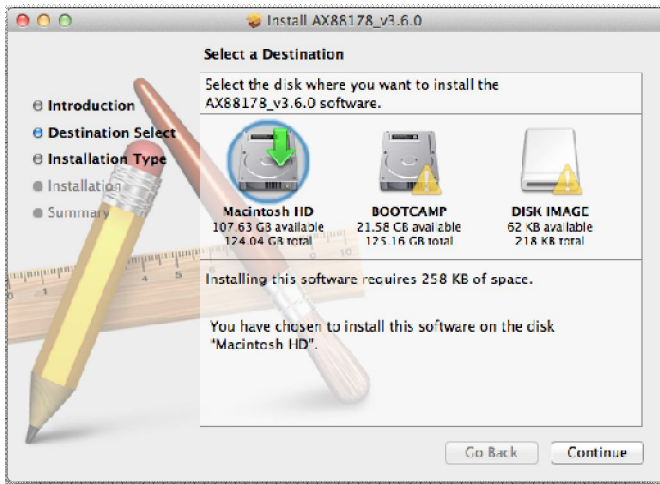 Install AX88178_v3.6.0
Select a Destination
Introduction
Destination Select
Installation Type
Installation
Summary
Select the disk where you want to install the
AX88178_v3.6.0 software.
Macintosh HD
107.63 GB available
124.04 GB total
BOOTCAMP
21.58 GB available
125.16 GB total
DISK IMAGE
62 KB available
218 KB total
Installing this software requires 258 KB of space.
You have chosen to install this software on the disk
"Macintosh HD".
Go Back
Continue